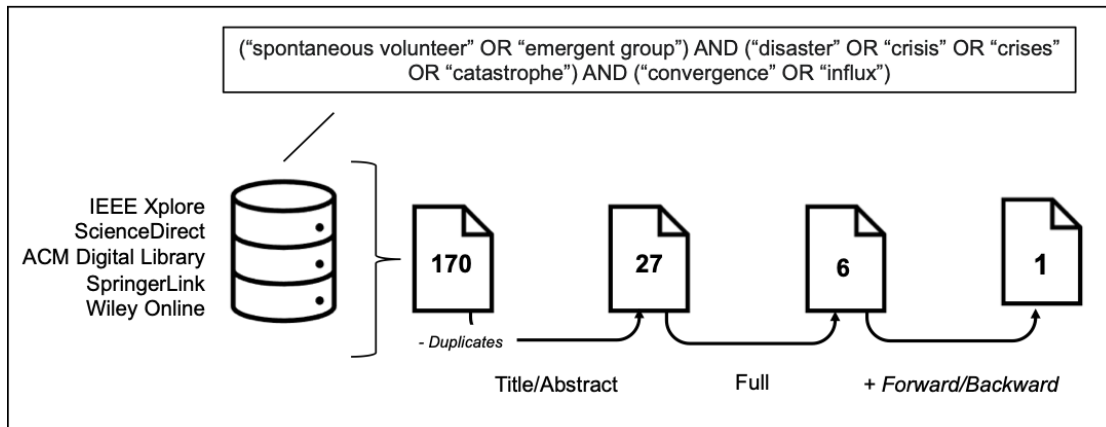 (“spontaneous volunteer” OR “emergent group”) AND (“disaster” OR “crisis” OR “crises”
OR “catastrophe”) AND (“convergence” OR “influx”)
IEEE Xplore
ScienceDirect
ACM Digital Library
SpringerLink
Wiley Online
170
27
6
1
- Duplicates
Title/Abstract
Full
+ Forward/Backward